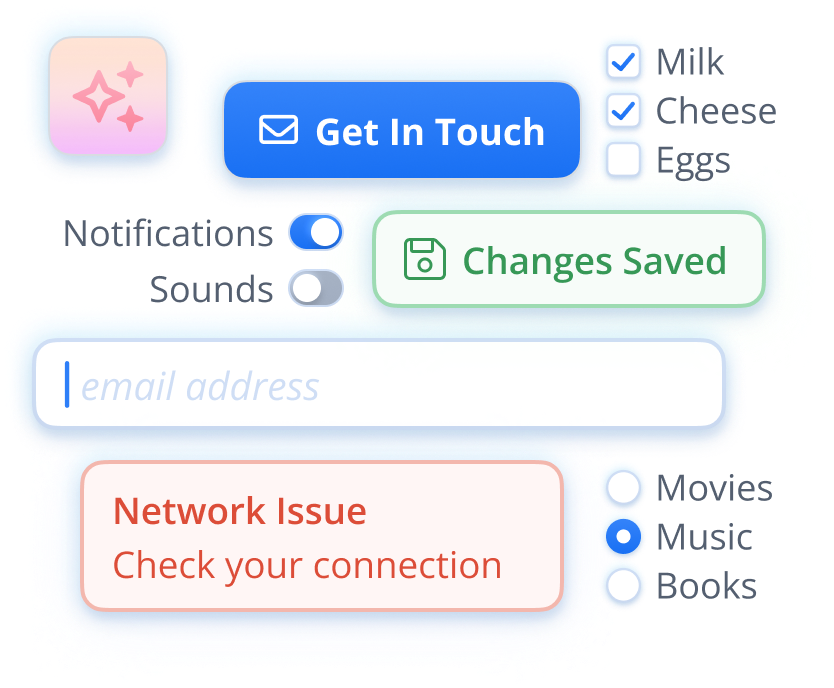 Milk
Cheese
Eggs
Get In Touch
Notifications
Sounds
Changes Saved
email address
Network Issue
Check your connection
Movies
Music
Books